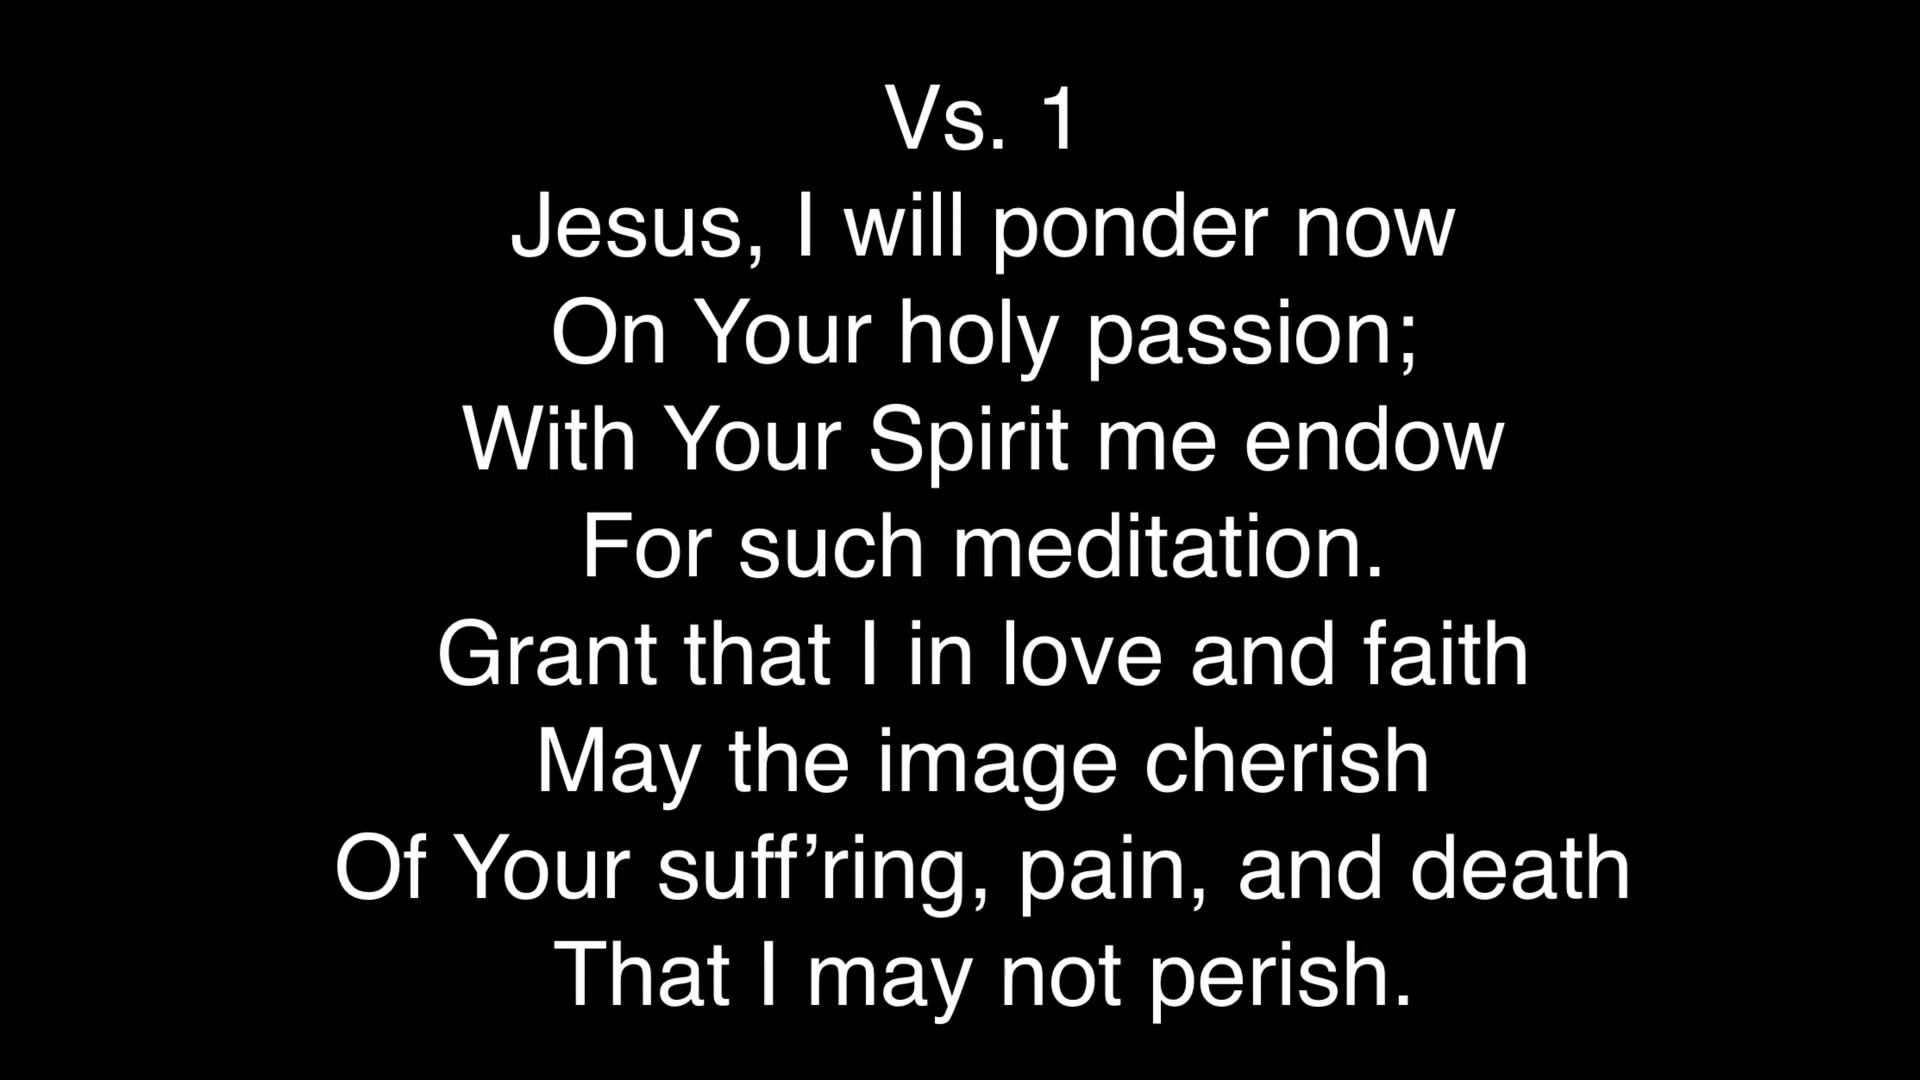 Vs. 1
Jesus, I will ponder now
On Your holy passion;
With Your Spirit me endow
For such meditation.
Grant that I in love and faith
May the image cherish
Of Your suff’ring, pain, and death
That I may not perish.